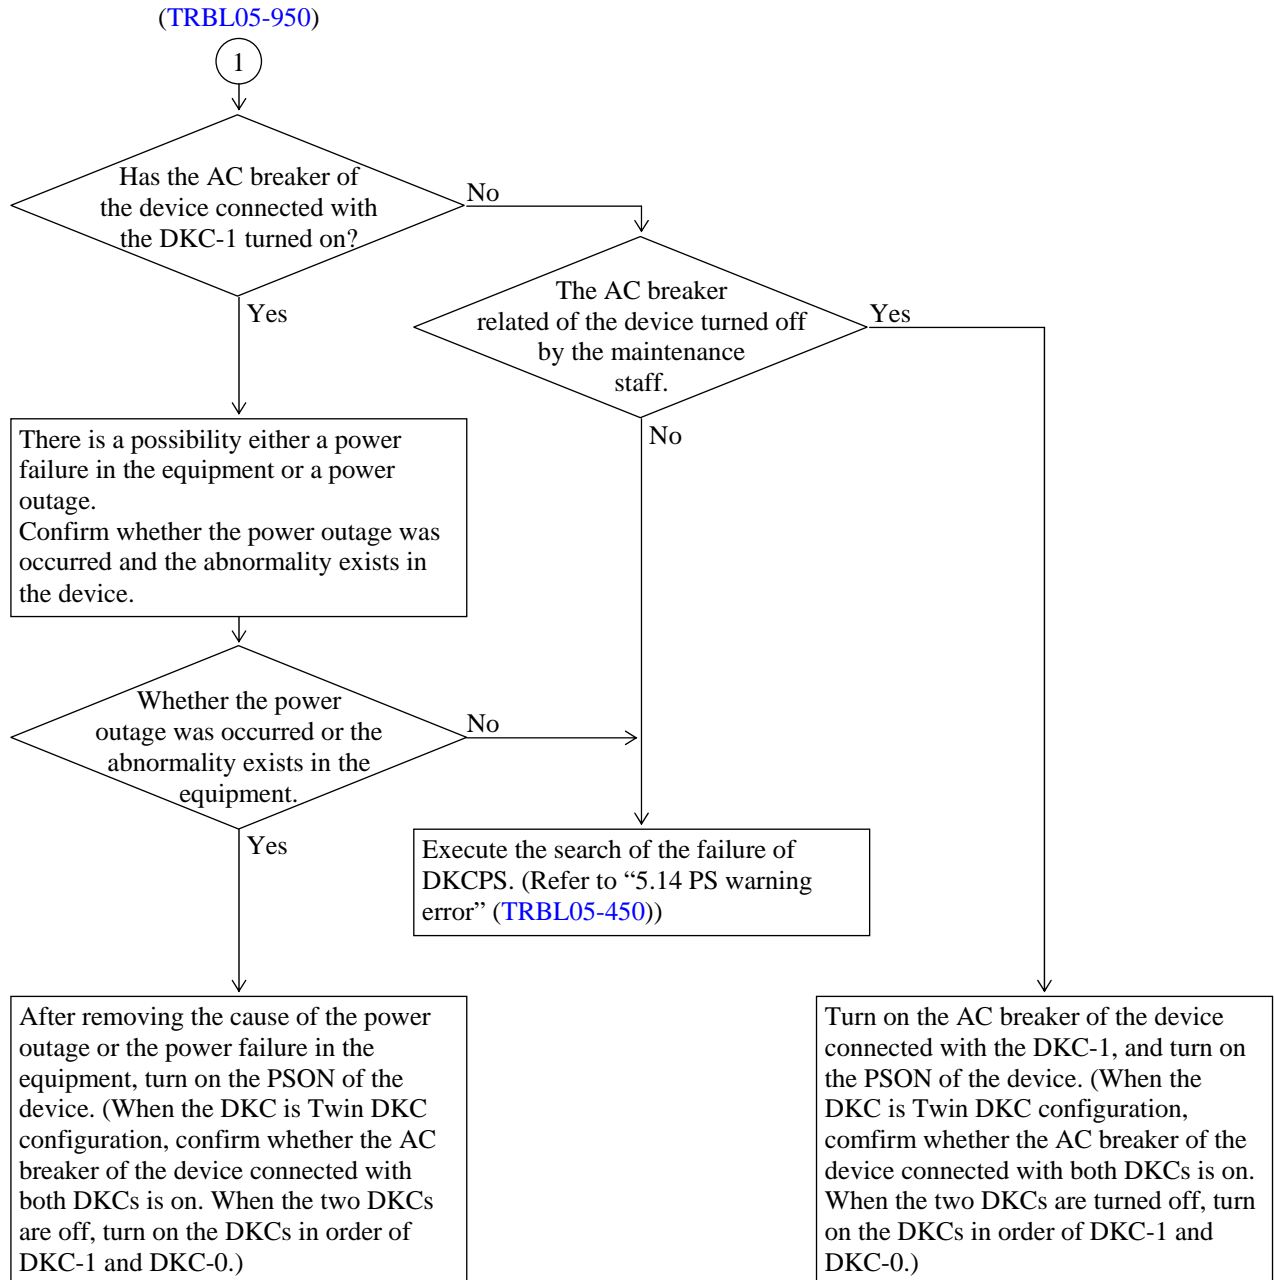 (TRBL05-950)
1
Has the AC breaker of
the device connected with
the DKC-1 turned on?
No
Yes
The AC breaker
related of the device turned off
by the maintenance
staff.
Yes
No
There is a possibility either a power
failure in the equipment or a power
outage.
Confirm whether the power outage was
occurred and the abnormality exists in
the device.
Whether the power
outage was occurred or the
abnormality exists in the
equipment.
No
Yes
Execute the search of the failure of
DKCPS. (Refer to “5.14 PS warning
error” (TRBL05-450))
After removing the cause of the power
outage or the power failure in the
equipment, turn on the PSON of the
device. (When the DKC is Twin DKC
configuration, confirm whether the AC
breaker of the device connected with
both DKCs is on. When the two DKCs
are off, turn on the DKCs in order of
DKC-1 and DKC-0.)
Turn on the AC breaker of the device
connected with the DKC-1, and turn on
the PSON of the device. (When the
DKC is Twin DKC configuration,
comfirm whether the AC breaker of the
device connected with both DKCs is on.
When the two DKCs are turned off, turn
on the DKCs in order of DKC-1 and
DKC-0.)